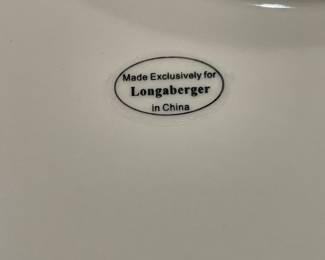 Made Exclusively for
Longaberger
in China